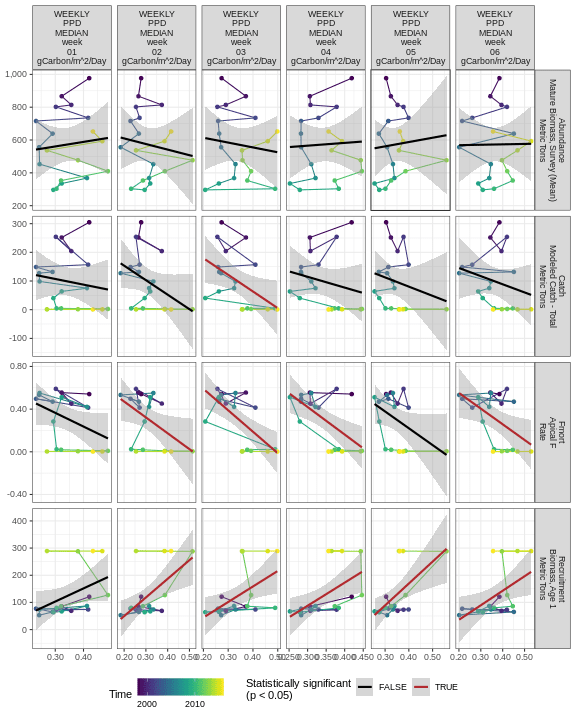 WEEKLY
PPD
MEDIAN
week
01
gCarbon/m^2/Day
WEEKLY
PPD
MEDIAN
week
02
gCarbon/m^2/Day
WEEKLY
PPD
MEDIAN
week
03
gCarbon/m^2/Day
WEEKLY
PPD
MEDIAN
week
04
gCarbon/m^2/Day
WEEKLY
PPD
MEDIAN
week
05
gCarbon/m^2/Day
WEEKLY
PPD
MEDIAN
week
06
gCarbon/m^2/Day
1,000
800
600
400
200
Abundance
Mature Biomass, Survey (Mean)
Metric Tons
300
200
100
0
-100
Catch
Modeled Catch - Total
Metric Tons
0.80
0.40
0.00
-0.40
Fmort
Apical F
Rate
400
300
200
100
0
Recruitment
Biomass, Age 1
Metric Tons
0.30 0.40
0.20 0.30 0.40 0.50
0.20 0.30 0.40 0.50
0.250 0.300 0.350 0.400 0.450
0.30 0.40 0.50
0.20 0.30 0.40 0.50
Time
2000 2010
Statistically significant
(p < 0.05)
FALSE
TRUE